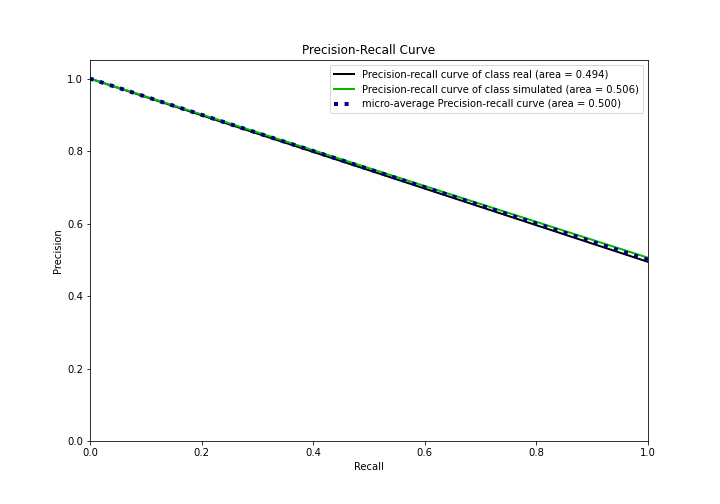 Precision-Recall Curve
Precision-recall curve of class real (area = 0.494)
Precision-recall curve of class simulated (area = 0.506)
micro-average Precision-recall curve (area = 0.500)
1.0
0.8
0.6
0.4
0.2
0.0
Precision
0.0 0.2 0.4 0.6 0.8 1.0
Recall